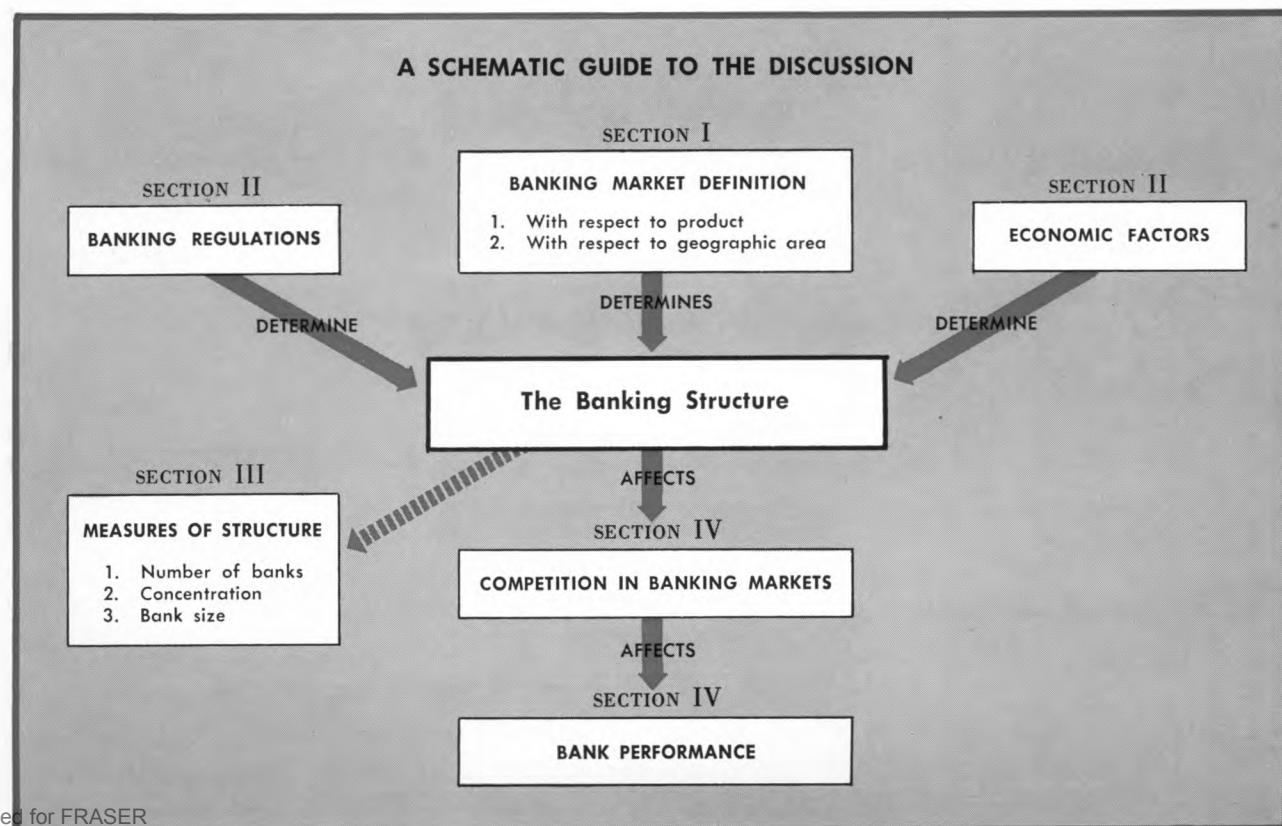 A SCHEMATIC GUIDE TO THE DISCUSSION
SECTION I
BANKING MARKET DEFINITION
1. With respect to product
2. With respect to geographic area
SECTION II
BANKING REGULATIONS
SECTION II
ECONOMIC FACTORS
DETERMINE
DETERMINES
DETERMINE
The Banking Structure
AFFECTS
SECTION III
MEASURES OF STRUCTURE
1. Number of banks
2. Concentration
3. Bank size
SECTION IV
COMPETITION IN BANKING MARKETS
AFFECTS
SECTION IV
BANK PERFORMANCE
ed for FRASER